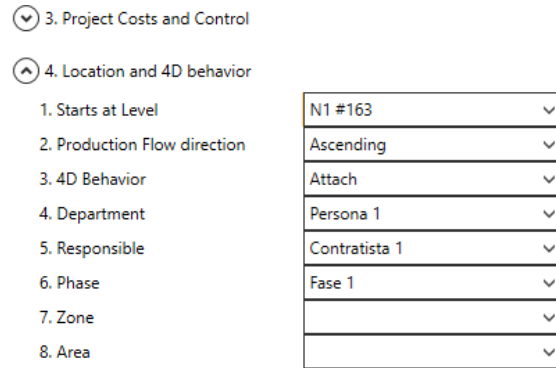 3. Project Costs and Control
4. Location and 4D behavior
1. Starts at Level N1 #163
2. Production Flow direction Ascending
3. 4D Behavior Attach
4. Department Persona 1
5. Responsible Contratista 1
6. Phase Fase 1
7. Zone
8. Area